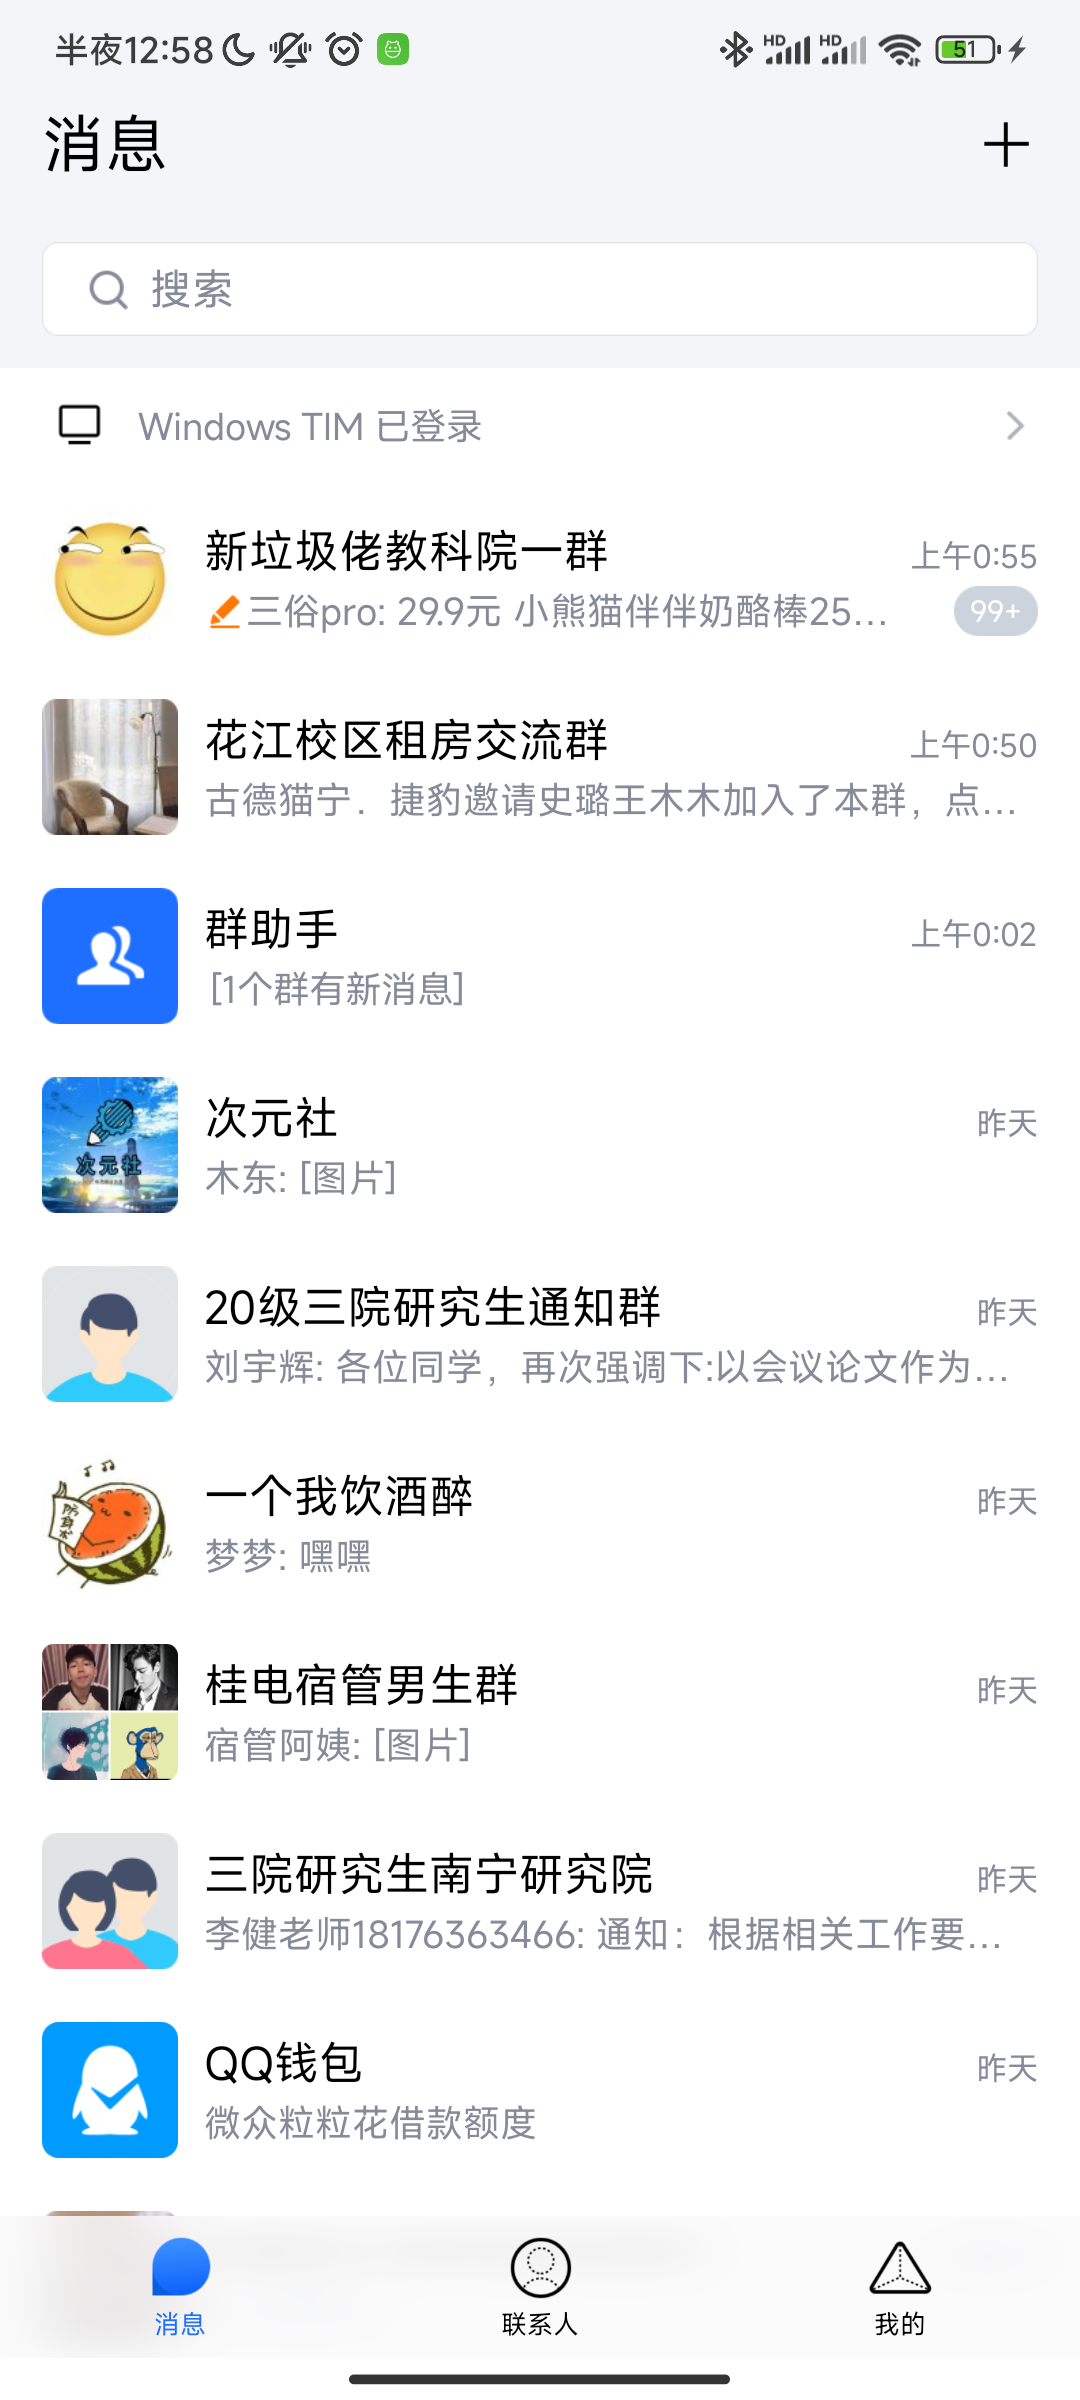 半夜12:58
HD HD 51
消息
搜索
Windows TIM 已登录
新垃圾佬教科院一群
上午0:55
三俗pro: 29.9元 小熊猫伴伴奶酪棒25...
99+
花江校区租房交流群
上午0:50
古德猫宁．捷豹邀请史璐王木木加入了本群，点...
群助手
上午0:02
[1个群有新消息]
次元社
次元社
昨天
木东: [图片]
20级三院研究生通知群
昨天
刘宇辉: 各位同学，再次强调下:以会议论文作为...
防身术
一个我饮酒醉
昨天
梦梦: 嘿嘿
桂电宿管男生群
昨天
宿管阿姨: [图片]
三院研究生南宁研究院
昨天
李健老师18176363466: 通知：根据相关工作要...
QQ钱包
昨天
微众粒粒花借款额度
消息
联系人
我的